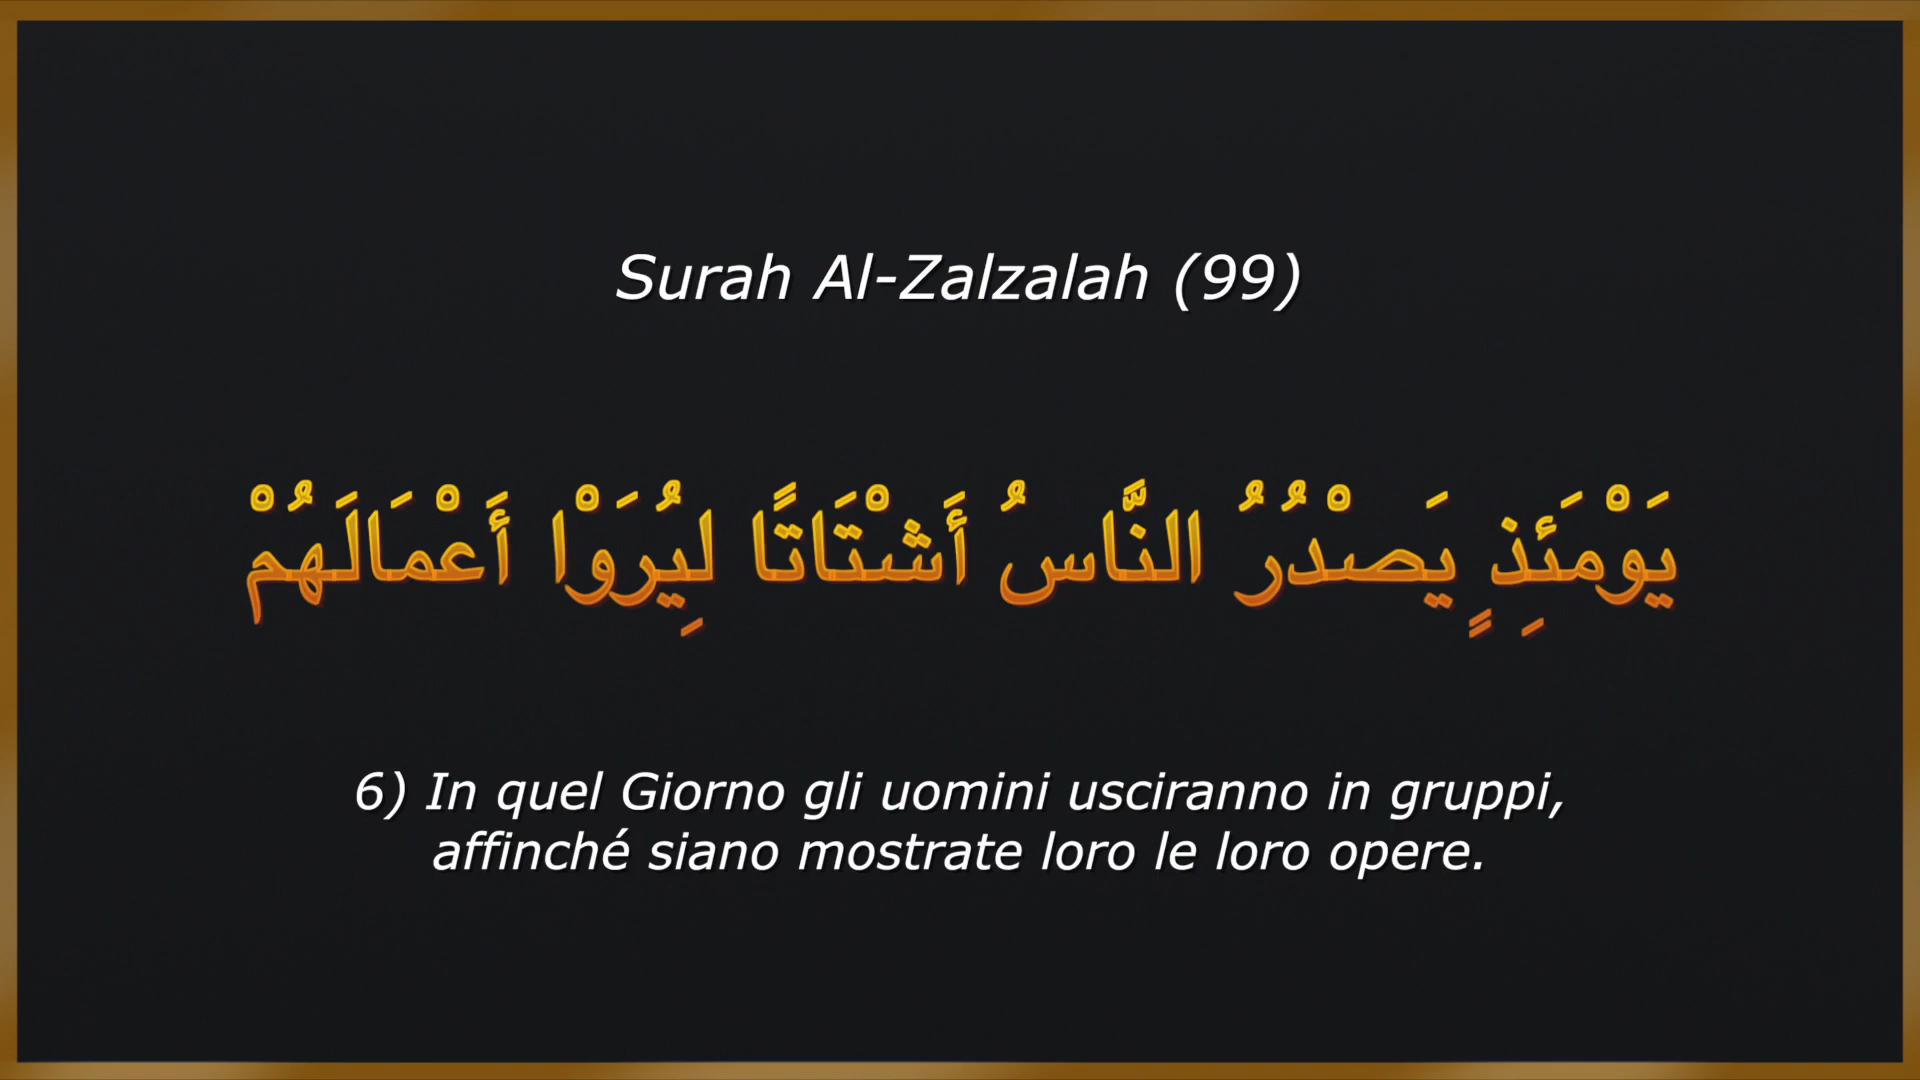 Surah Al-Zalzalah (99)
يَوْمَئِذٍ يَصْدُرُ النَّاسُ أَشْتَاتًا لِيُرَوْا أَعْمَالَهُمْ
6) In quel Giorno gli uomini usciranno in gruppi,
affinché siano mostrate loro le loro opere.